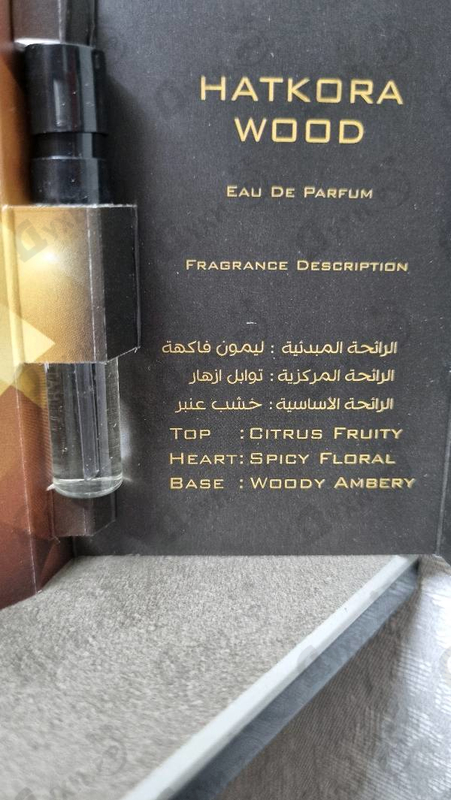 HATKORA
WOOD
EAU DE PARFUM
FRAGRANCE DESCRIPTION
الرائحة المبدئية : ليمون فاكهة
الرائحة المركزية : توابل ازهار
الرائحة الاساسية : خشب عنبر
TOP : CITRUS FRUITY
HEART: SPICY FLORAL
BASE : WOODY AMBERY